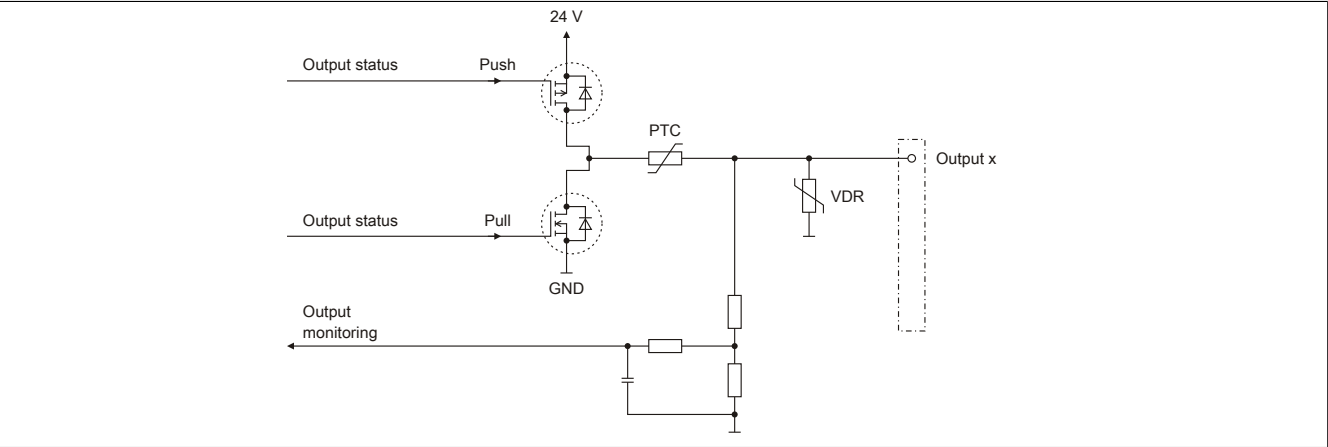 24 V
Output status
Push
PTC
Output x
VDR
Output status
Pull
GND
Output
monitoring